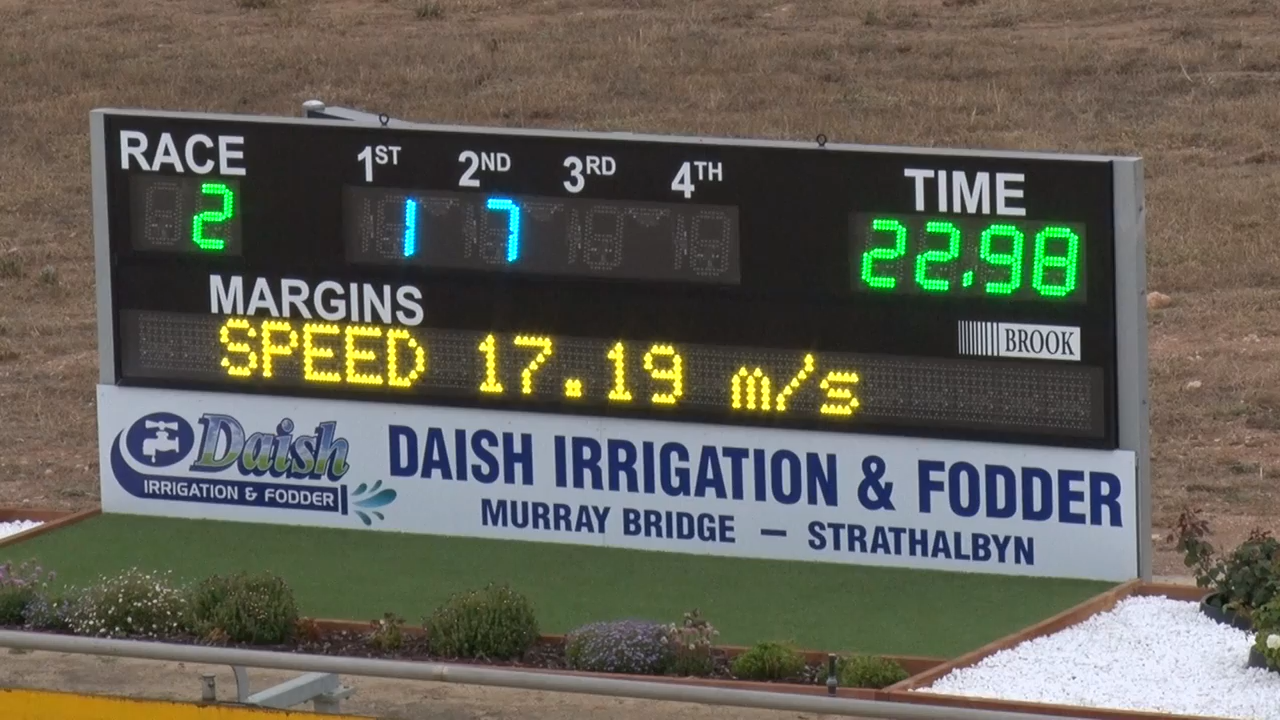 RACE 1ST 2ND 3RD 4TH TIME
2 1 7 22.98
MARGINS
BROOK
SPEED 17.19 m/s
Daish
IRRIGATION & FODDER
DAISH IRRIGATION & FODDER
MURRAY BRIDGE – STRATHALBYN